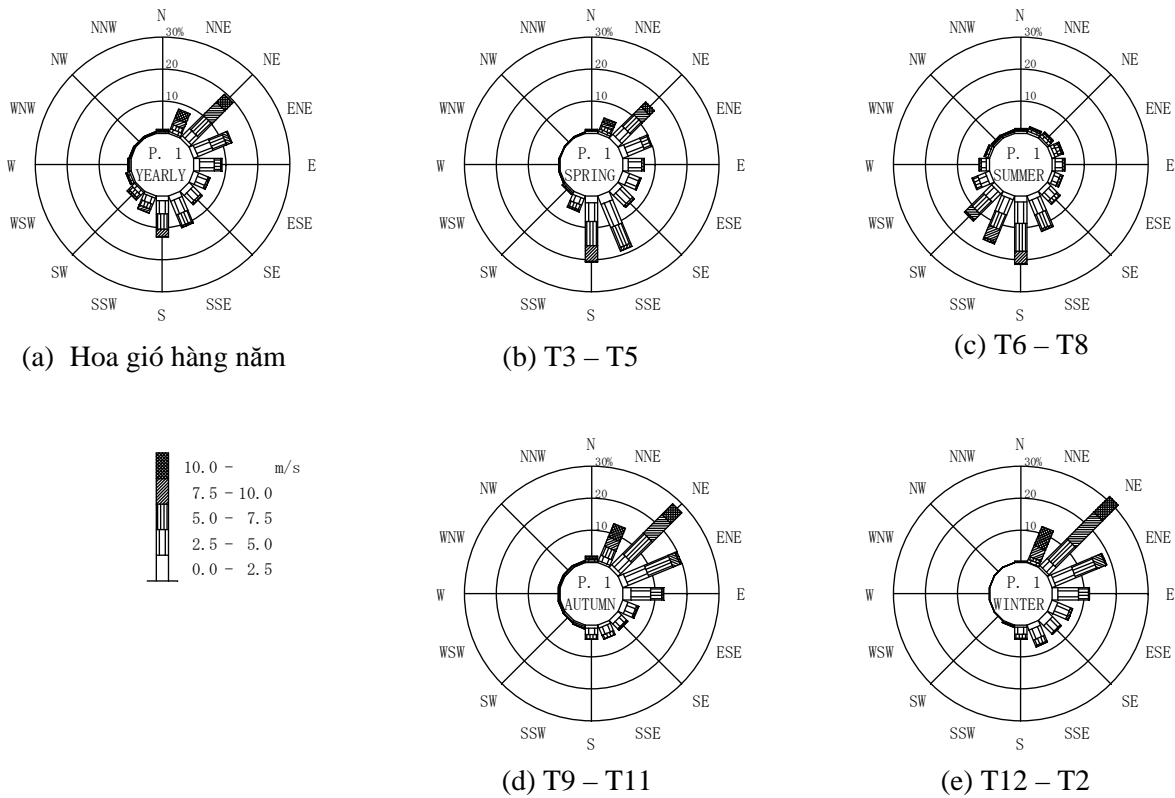 N
NNE
NE
ENE
E
ESE
SE
SSE
S
SSW
SW
WSW
W
WNW
NW
NNW
30%
20
10
P. 1
YEARLY
(a) Hoa gió hàng năm
N
NNE
NE
ENE
E
ESE
SE
SSE
S
SSW
SW
WSW
W
WNW
NW
NNW
30%
20
10
P. 1
SPRING
(b) T3 – T5
N
NNE
NE
ENE
E
ESE
SE
SSE
S
SSW
SW
WSW
W
WNW
NW
NNW
30%
20
10
P. 1
SUMMER
(c) T6 – T8
10.0 - m/s
7.5 - 10.0
5.0 - 7.5
2.5 - 5.0
0.0 - 2.5
N
NNE
NE
ENE
E
ESE
SE
SSE
S
SSW
SW
WSW
W
WNW
NW
NNW
30%
20
10
P. 1
AUTUMN
(d) T9 – T11
N
NNE
NE
ENE
E
ESE
SE
SSE
S
SSW
SW
WSW
W
WNW
NW
NNW
30%
20
10
P. 1
WINTER
(e) T12 – T2